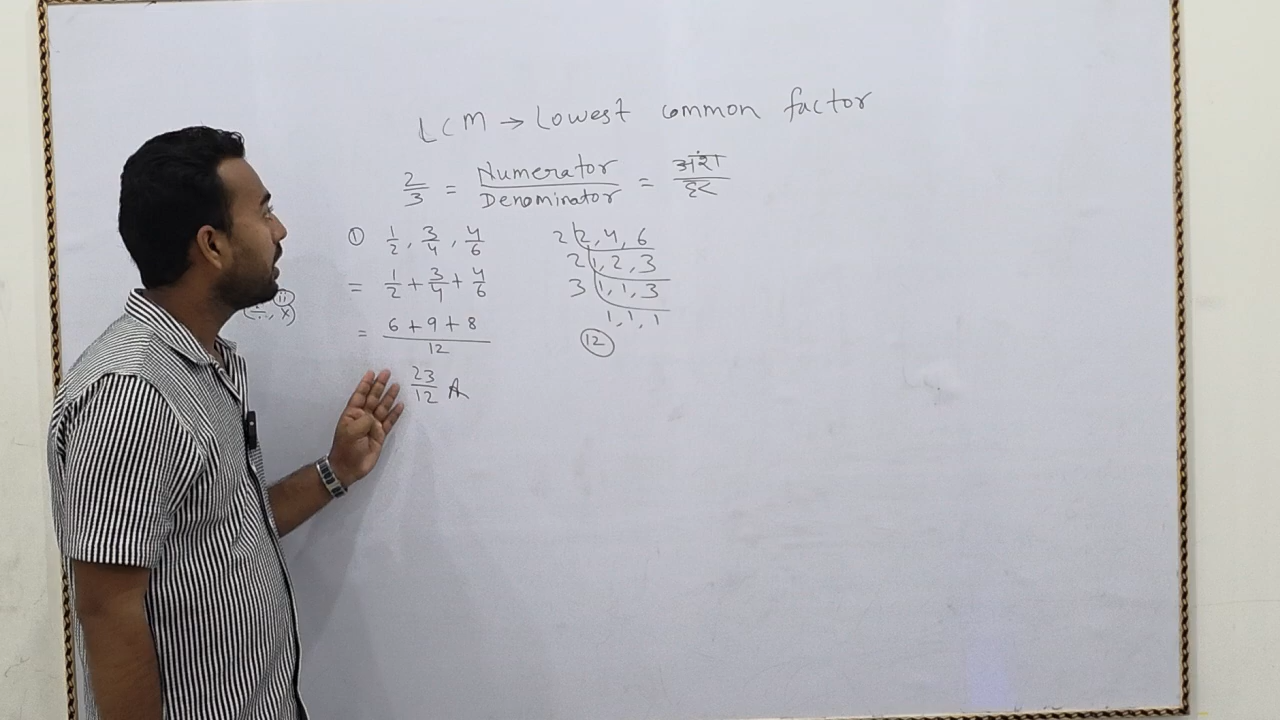 LCM → Lowest common factor
2/3 = Numerator/Denominator = अंश/हर
① 1/2, 3/4, 4/6
= 1/2 + 3/4 + 4/6
= 6 + 9 + 8/12
23/12 A
2 2, 4, 6
2 1, 2, 3
3 1, 1, 3
1, 1, 1
12